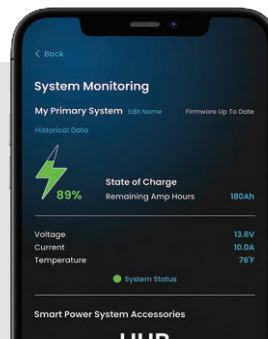 < Back
System Monitoring
My Primary System Edit Name Firmware Up To Date
Historical Data
89%
State of Charge
Remaining Amp Hours 180Ah
Voltage 13.6V
Current 10.0A
Temperature 76°F
System Status
Smart Power System Accessories
HUB